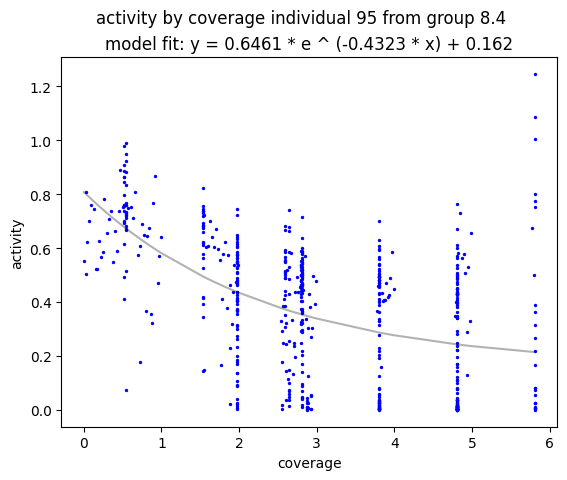 activity by coverage individual 95 from group 8.4
model fit: y = 0.6461 * e ^ (-0.4323 * x) + 0.162
1.2
1.0
0.8
0.6
0.4
0.2
0.0
activity
0 1 2 3 4 5 6
coverage